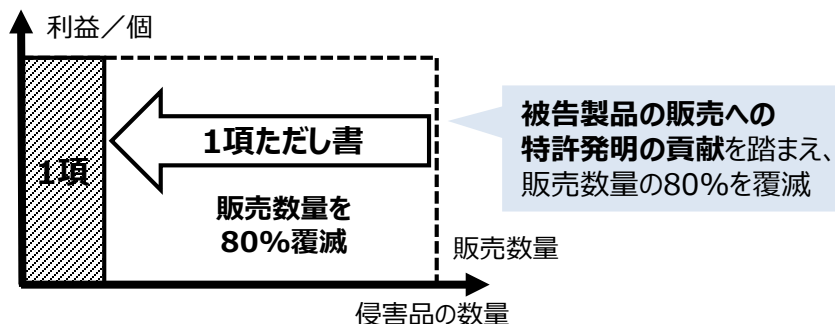 利益／個
1項
1項ただし書
販売数量を
80%覆滅
被告製品の販売への
特許発明の貢献を踏まえ、
販売数量の80%を覆滅
販売数量
侵害品の数量